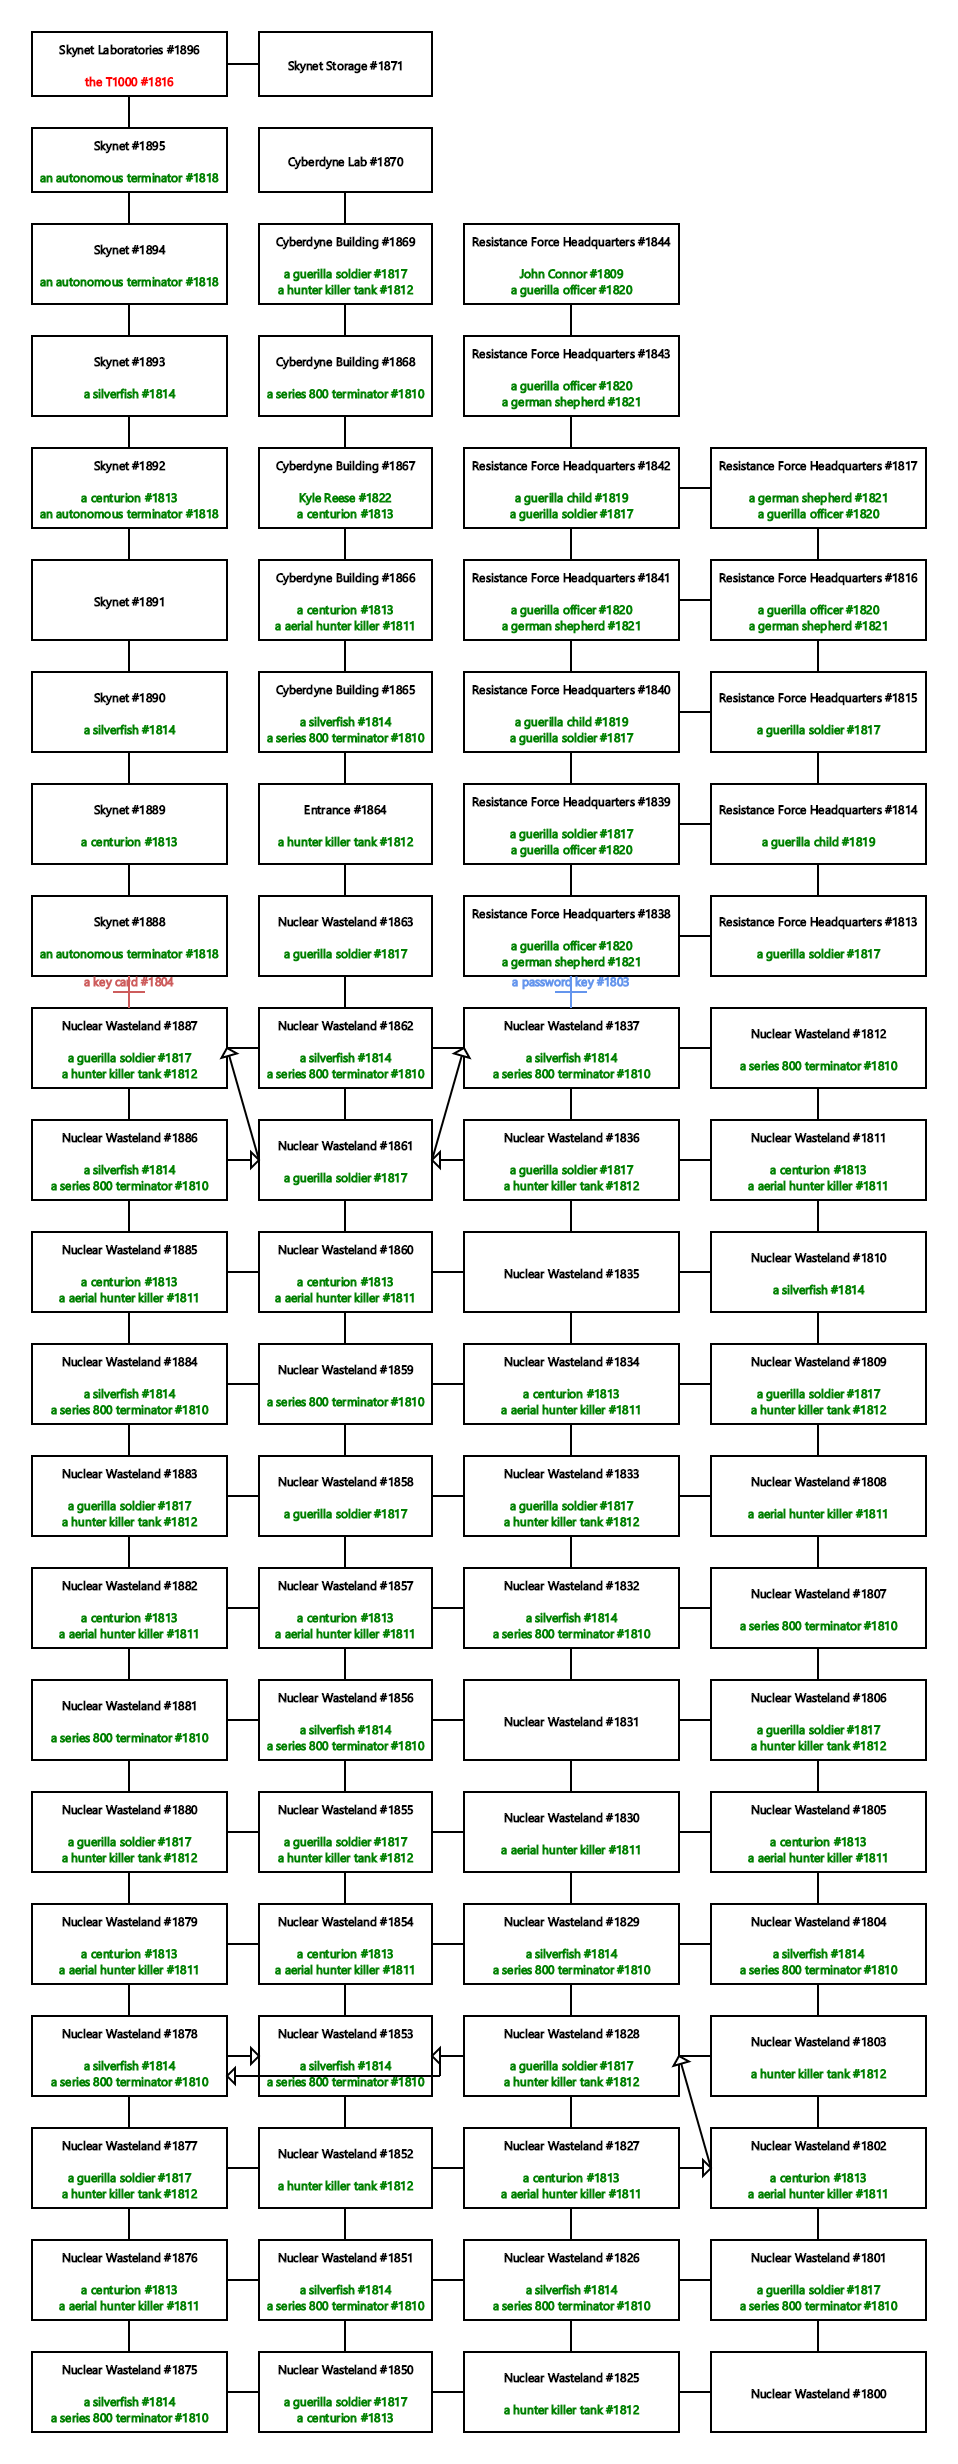 Skynet Laboratories #1896
the T1000 #1816
Skynet Storage #1871
Skynet #1895
an autonomous terminator #1818
Cyberdyne Lab #1870
Skynet #1894
an autonomous terminator #1818
Cyberdyne Building #1869
a guerilla soldier #1817
a hunter killer tank #1812
Resistance Force Headquarters #1844
John Connor #1809
a guerilla officer #1820
Skynet #1893
a silverfish #1814
Cyberdyne Building #1868
a series 800 terminator #1810
Resistance Force Headquarters #1843
a guerilla officer #1820
a german shepherd #1821
Skynet #1892
a centurion #1813
an autonomous terminator #1818
Cyberdyne Building #1867
Kyle Reese #1822
a centurion #1813
Resistance Force Headquarters #1842
a guerilla child #1819
a guerilla soldier #1817
Resistance Force Headquarters #1817
a german shepherd #1821
a guerilla officer #1820
Skynet #1891
Cyberdyne Building #1866
a centurion #1813
a aerial hunter killer #1811
Resistance Force Headquarters #1841
a guerilla officer #1820
a german shepherd #1821
Resistance Force Headquarters #1816
a guerilla officer #1820
a german shepherd #1821
Skynet #1890
a silverfish #1814
Cyberdyne Building #1865
a silverfish #1814
a series 800 terminator #1810
Resistance Force Headquarters #1840
a guerilla child #1819
a guerilla soldier #1817
Resistance Force Headquarters #1815
a guerilla soldier #1817
Skynet #1889
a centurion #1813
Entrance #1864
a hunter killer tank #1812
Resistance Force Headquarters #1839
a guerilla soldier #1817
a guerilla officer #1820
Resistance Force Headquarters #1814
a guerilla child #1819
Skynet #1888
an autonomous terminator #1818
Nuclear Wasteland #1863
a guerilla soldier #1817
Resistance Force Headquarters #1838
a guerilla officer #1820
a german shepherd #1821
Resistance Force Headquarters #1813
a guerilla soldier #1817
a key card #1804
a password key #1803
Nuclear Wasteland #1887
a guerilla soldier #1817
a hunter killer tank #1812
Nuclear Wasteland #1862
a silverfish #1814
a series 800 terminator #1810
Nuclear Wasteland #1837
a silverfish #1814
a series 800 terminator #1810
Nuclear Wasteland #1812
a series 800 terminator #1810
Nuclear Wasteland #1886
a silverfish #1814
a series 800 terminator #1810
Nuclear Wasteland #1861
a guerilla soldier #1817
Nuclear Wasteland #1836
a guerilla soldier #1817
a hunter killer tank #1812
Nuclear Wasteland #1811
a centurion #1813
a aerial hunter killer #1811
Nuclear Wasteland #1885
a centurion #1813
a aerial hunter killer #1811
Nuclear Wasteland #1860
a centurion #1813
a aerial hunter killer #1811
Nuclear Wasteland #1835
Nuclear Wasteland #1810
a silverfish #1814
Nuclear Wasteland #1884
a silverfish #1814
a series 800 terminator #1810
Nuclear Wasteland #1859
a series 800 terminator #1810
Nuclear Wasteland #1834
a centurion #1813
a aerial hunter killer #1811
Nuclear Wasteland #1809
a guerilla soldier #1817
a hunter killer tank #1812
Nuclear Wasteland #1883
a guerilla soldier #1817
a hunter killer tank #1812
Nuclear Wasteland #1858
a guerilla soldier #1817
Nuclear Wasteland #1833
a guerilla soldier #1817
a hunter killer tank #1812
Nuclear Wasteland #1808
a aerial hunter killer #1811
Nuclear Wasteland #1882
a centurion #1813
a aerial hunter killer #1811
Nuclear Wasteland #1857
a centurion #1813
a aerial hunter killer #1811
Nuclear Wasteland #1832
a silverfish #1814
a series 800 terminator #1810
Nuclear Wasteland #1807
a series 800 terminator #1810
Nuclear Wasteland #1881
a series 800 terminator #1810
Nuclear Wasteland #1856
a silverfish #1814
a series 800 terminator #1810
Nuclear Wasteland #1831
Nuclear Wasteland #1806
a guerilla soldier #1817
a hunter killer tank #1812
Nuclear Wasteland #1880
a guerilla soldier #1817
a hunter killer tank #1812
Nuclear Wasteland #1855
a guerilla soldier #1817
a hunter killer tank #1812
Nuclear Wasteland #1830
a aerial hunter killer #1811
Nuclear Wasteland #1805
a centurion #1813
a aerial hunter killer #1811
Nuclear Wasteland #1879
a centurion #1813
a aerial hunter killer #1811
Nuclear Wasteland #1854
a centurion #1813
a aerial hunter killer #1811
Nuclear Wasteland #1829
a silverfish #1814
a series 800 terminator #1810
Nuclear Wasteland #1804
a silverfish #1814
a series 800 terminator #1810
Nuclear Wasteland #1878
a silverfish #1814
a series 800 terminator #1810
Nuclear Wasteland #1853
a silverfish #1814
a series 800 terminator #1810
Nuclear Wasteland #1828
a guerilla soldier #1817
a hunter killer tank #1812
Nuclear Wasteland #1803
a hunter killer tank #1812
Nuclear Wasteland #1877
a guerilla soldier #1817
a hunter killer tank #1812
Nuclear Wasteland #1852
a hunter killer tank #1812
Nuclear Wasteland #1827
a centurion #1813
a aerial hunter killer #1811
Nuclear Wasteland #1802
a centurion #1813
a aerial hunter killer #1811
Nuclear Wasteland #1876
a centurion #1813
a aerial hunter killer #1811
Nuclear Wasteland #1851
a silverfish #1814
a series 800 terminator #1810
Nuclear Wasteland #1826
a silverfish #1814
a series 800 terminator #1810
Nuclear Wasteland #1801
a guerilla soldier #1817
a series 800 terminator #1810
Nuclear Wasteland #1875
a silverfish #1814
a series 800 terminator #1810
Nuclear Wasteland #1850
a guerilla soldier #1817
a centurion #1813
Nuclear Wasteland #1825
a hunter killer tank #1812
Nuclear Wasteland #1800